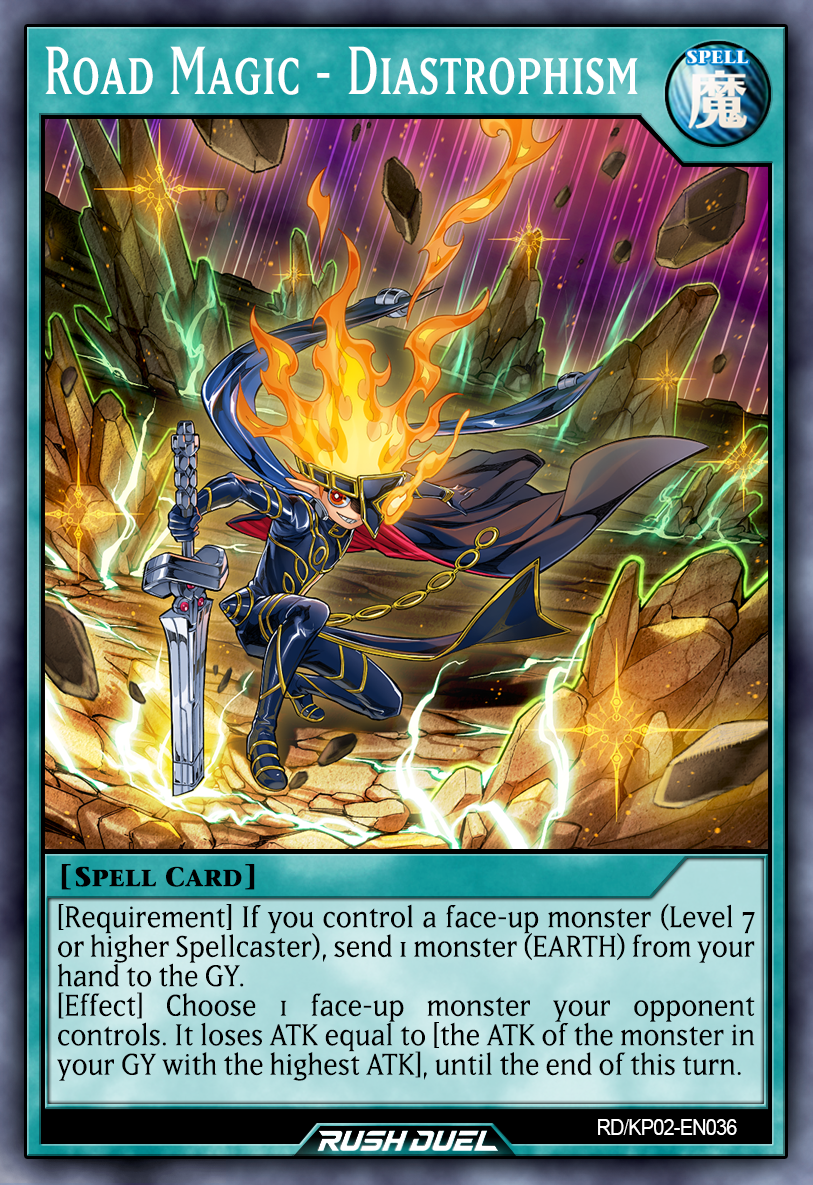 ROAD MAGIC - DIASTROPHISM
SPELL
魔
[SPELL CARD]
[Requirement] If you control a face-up monster (Level 7
or higher Spellcaster), send 1 monster (EARTH) from your
hand to the GY.
[Effect] Choose 1 face-up monster your opponent
controls. It loses ATK equal to [the ATK of the monster in
your GY with the highest ATK], until the end of this turn.
RD/KP02-EN036
RUSH DUEL